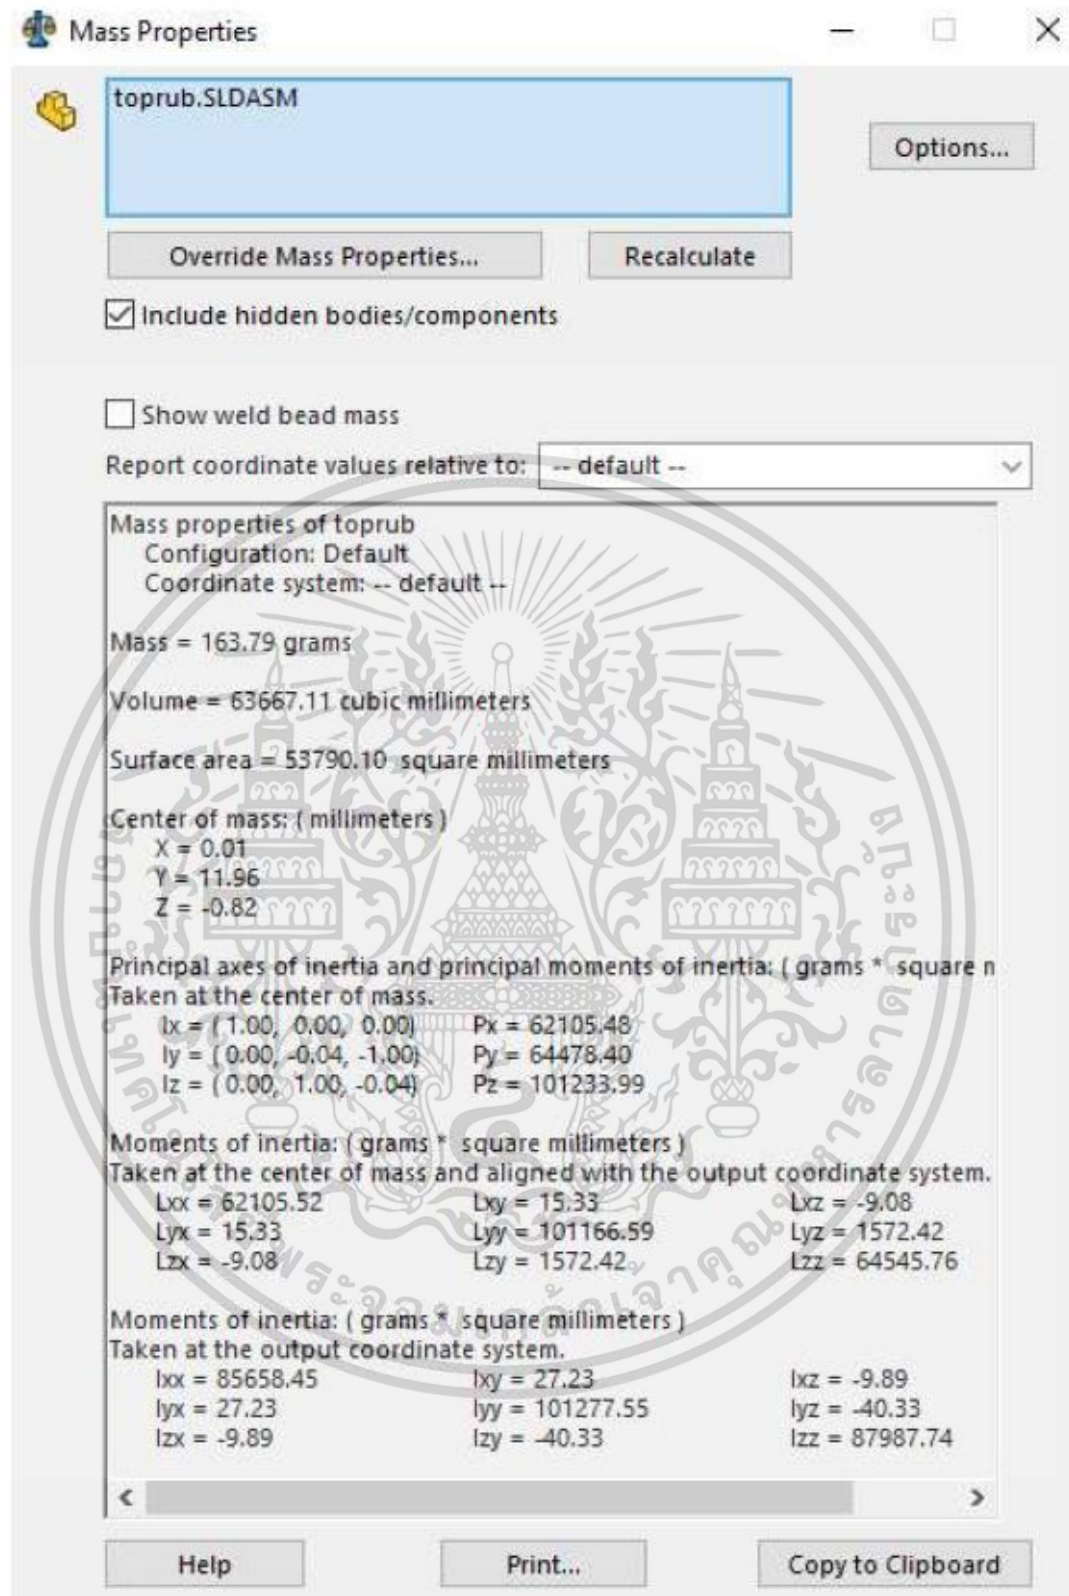 Mass Properties
toprub.SLDASM
Options...
Override Mass Properties...
Recalculate
Include hidden bodies/components
Show weld bead mass
Report coordinate values relative to: -- default --
Mass properties of toprub
Configuration: Default
Coordinate system: -- default --
Mass = 163.79 grams
Volume = 63667.11 cubic millimeters
Surface area = 53790.10 square millimeters
Center of mass: ( millimeters )
X = 0.01
Y = 11.96
Z = -0.82
Principal axes of inertia and principal moments of inertia: ( grams * square n
Taken at the center of mass.
Ix = ( 1.00, 0.00, 0.00) Px = 62105.48
Iy = ( 0.00, -0.04, -1.00) Py = 64478.40
Iz = ( 0.00, 1.00, -0.04) Pz = 101233.99
Moments of inertia: ( grams * square millimeters )
Taken at the center of mass and aligned with the output coordinate system.
Lxx = 62105.52 Lxy = 15.33 Lxz = -9.08
Lyx = 15.33 Lyy = 101166.59 Lyz = 1572.42
Lzx = -9.08 Lzy = 1572.42 Lzz = 64545.76
Moments of inertia: ( grams * square millimeters )
Taken at the output coordinate system.
Ixx = 85658.45 Ixy = 27.23 Ixz = -9.89
Iyx = 27.23 Iyy = 101277.55 Iyz = -40.33
Izx = -9.89 Izy = -40.33 Izz = 87987.74
Help
Print...
Copy to Clipboard